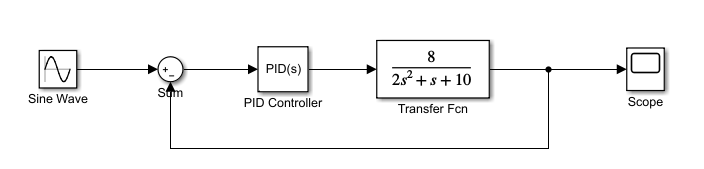 8
PID(s)
2s²+s+10
+
−
Sine Wave
Sum
PID Controller
Transfer Fcn
Scope